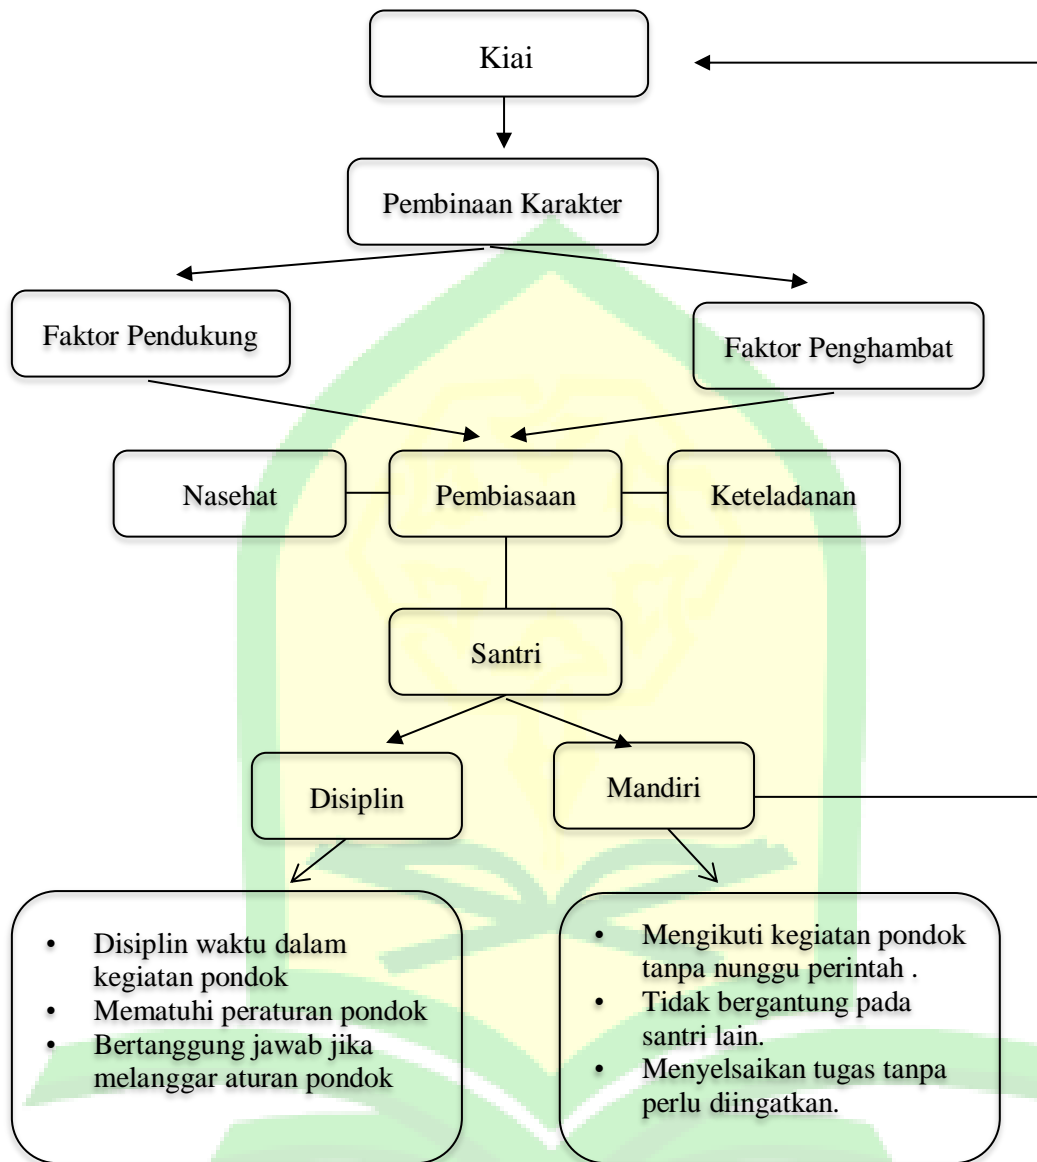 Kiai
Pembinaan Karakter
Faktor Pendukung
Faktor Penghambat
Nasehat
Pembiasaan
Keteladanan
Santri
Disiplin
Mandiri
• Disiplin waktu dalam
kegiatan pondok
• Mematuhi peraturan pondok
• Bertanggung jawab jika
melanggar aturan pondok
• Mengikuti kegiatan pondok
tanpa nunggu perintah .
• Tidak bergantung pada
santri lain.
• Menyelsaikan tugas tanpa
perlu diingatkan.